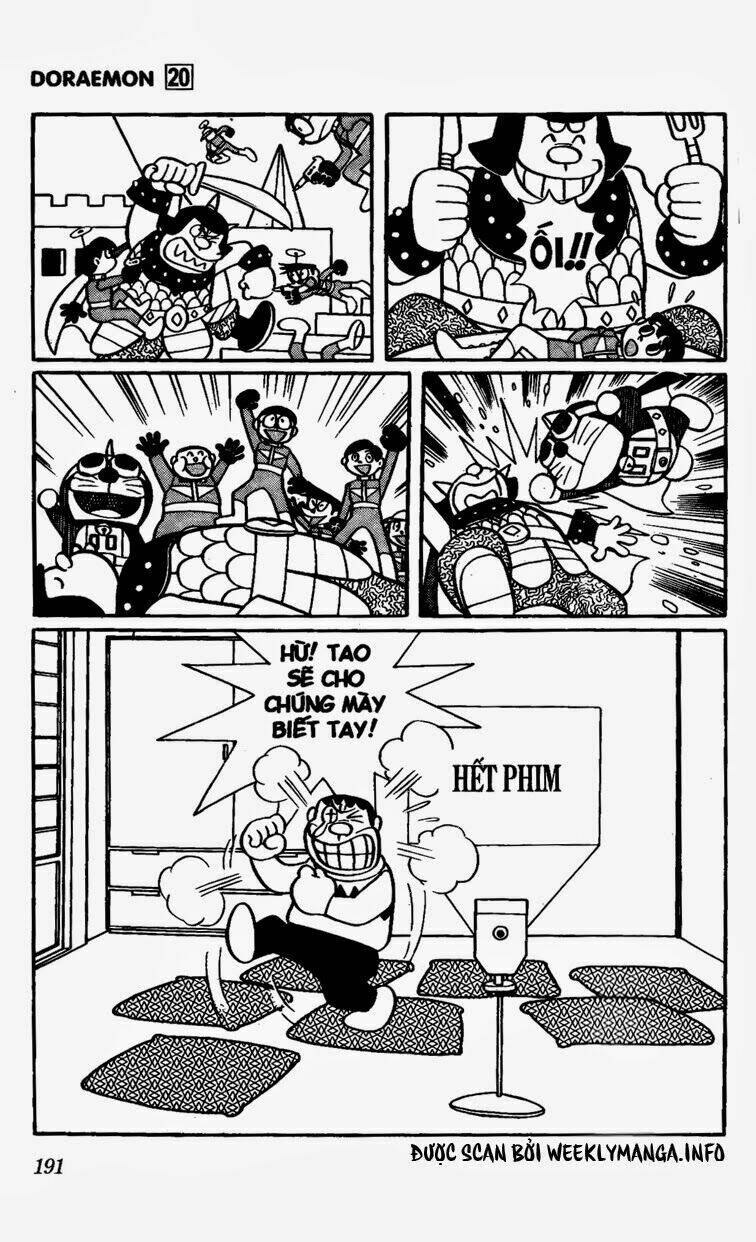 DORAEMON 20
ỐI!!
HỪ! TAO
SẼ CHO
CHÚNG MÀY
BIẾT TAY!
HẾT PHIM
191
ĐƯỢC SCAN BỞI WEEKLYMANGA.INFO